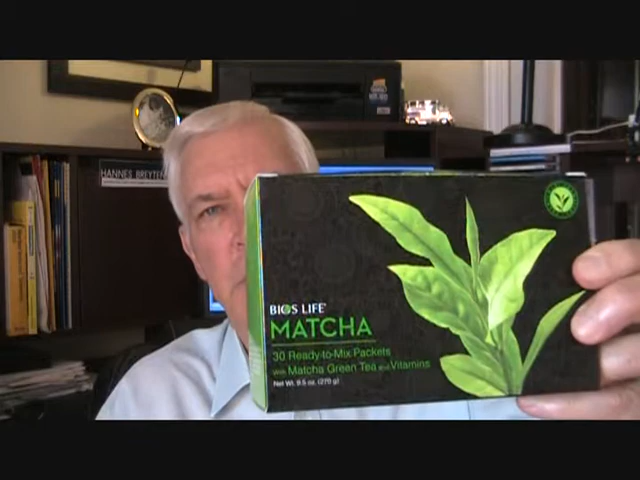 HANNES BREYTEN
BIOS LIFE
MATCHA
30 Ready-to-Mix Packets
with Matcha Green Tea and Vitamins
Net Wt. 9.5 oz. (270 g)